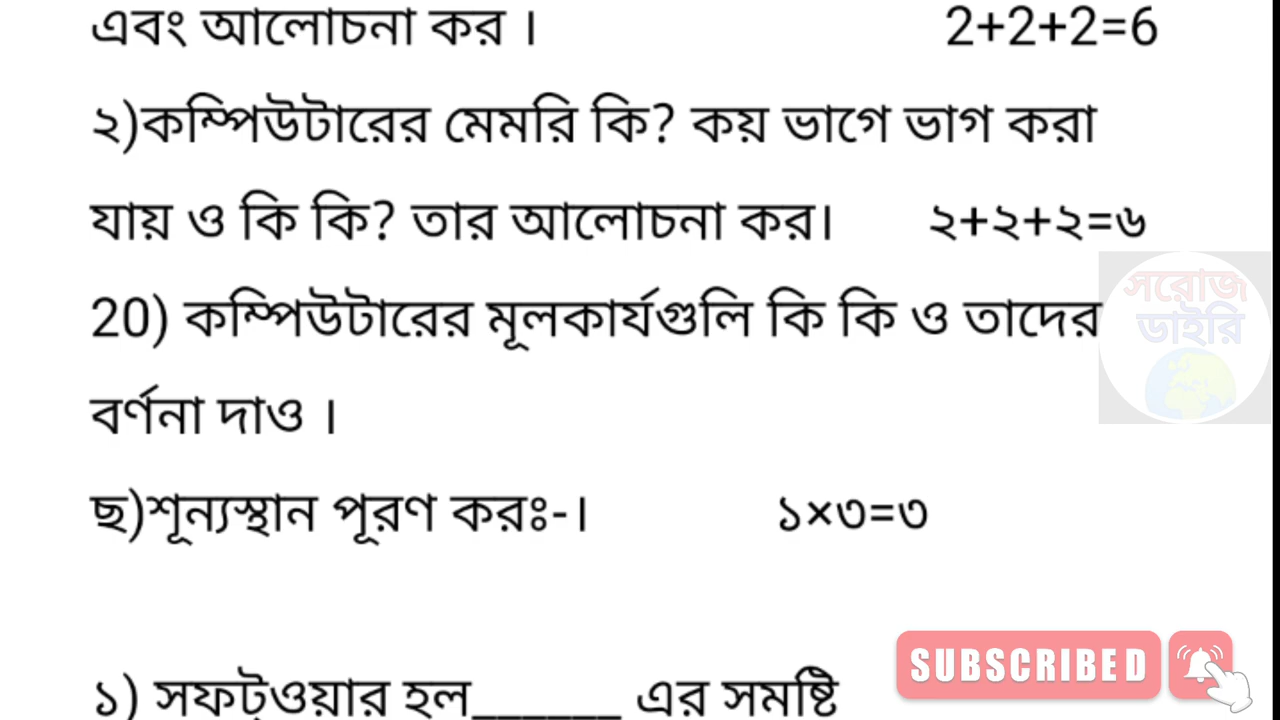 এবং আলোচনা কর । 2+2+2=6
২)কম্পিউটারের মেমরি কি? কয় ভাগে ভাগ করা
যায় ও কি কি? তার আলোচনা কর। ২+২+২=৬
20) কম্পিউটারের মূলকার্যগুলি কি কি ও তাদের
বর্ণনা দাও ।
ছ)শূন্যস্থান পূরণ করঃ-। ১×৩=৩
১) সফট্ওয়ার হল______ এর সমষ্টি
সরোজ
ডাইরি
SUBSCRIBED